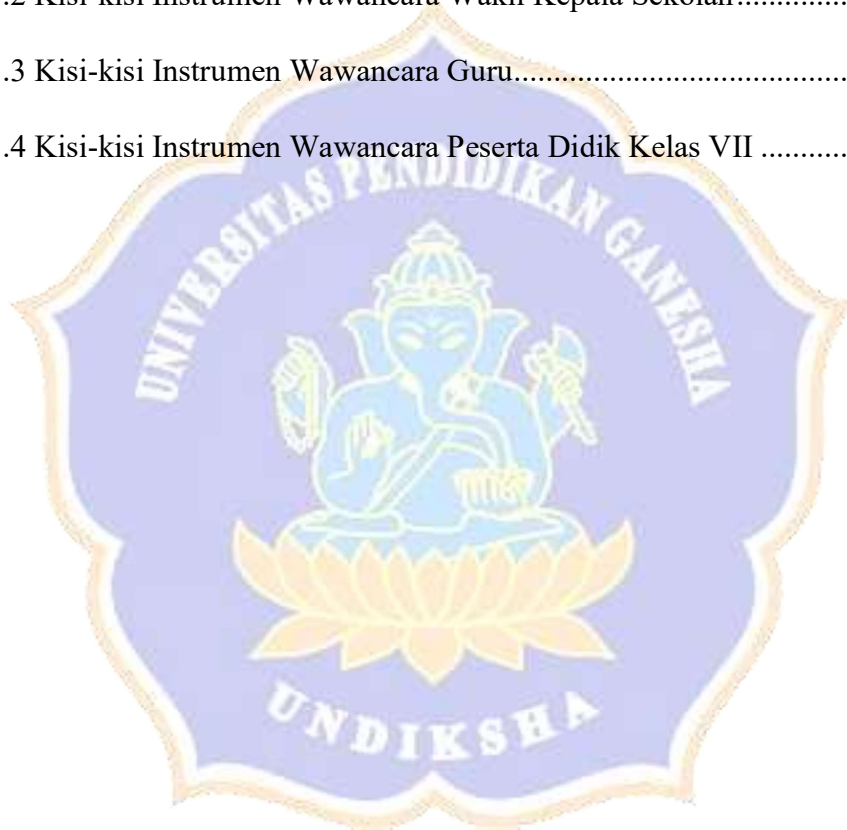 .2 Kisi-kisi Instrumen Wawancara Wakil Kepala Sekolah..............
.3 Kisi-kisi Instrumen Wawancara Guru.......................................
.4 Kisi-kisi Instrumen Wawancara Peserta Didik Kelas VII ...........
UNIVERSITAS PENDIDIKAN GANESHA
UNDIKSHA